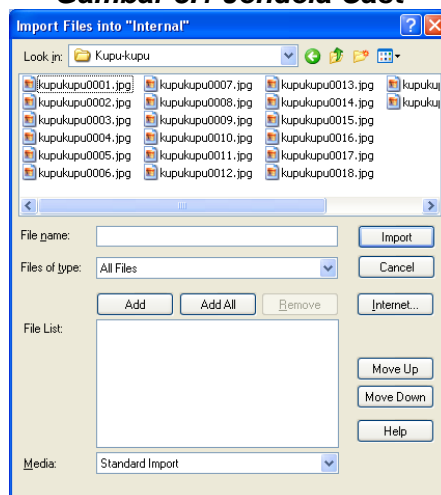 Gambar Jendela Cast
Import Files into "Internal"
Look in: Kupu-kupu
kupukupu0001.jpg kupukupu0007.jpg kupukupu0013.jpg
kupukupu0002.jpg kupukupu0008.jpg kupukupu0014.jpg
kupukupu0003.jpg kupukupu0009.jpg kupukupu0015.jpg
kupukupu0004.jpg kupukupu0010.jpg kupukupu0016.jpg
kupukupu0005.jpg kupukupu0011.jpg kupukupu0017.jpg
kupukupu0006.jpg kupukupu0012.jpg kupukupu0018.jpg
File name: Import
Files of type: All Files Cancel
Add Add All Remove Internet...
File List:
Move Up
Move Down
Help
Media: Standard Import